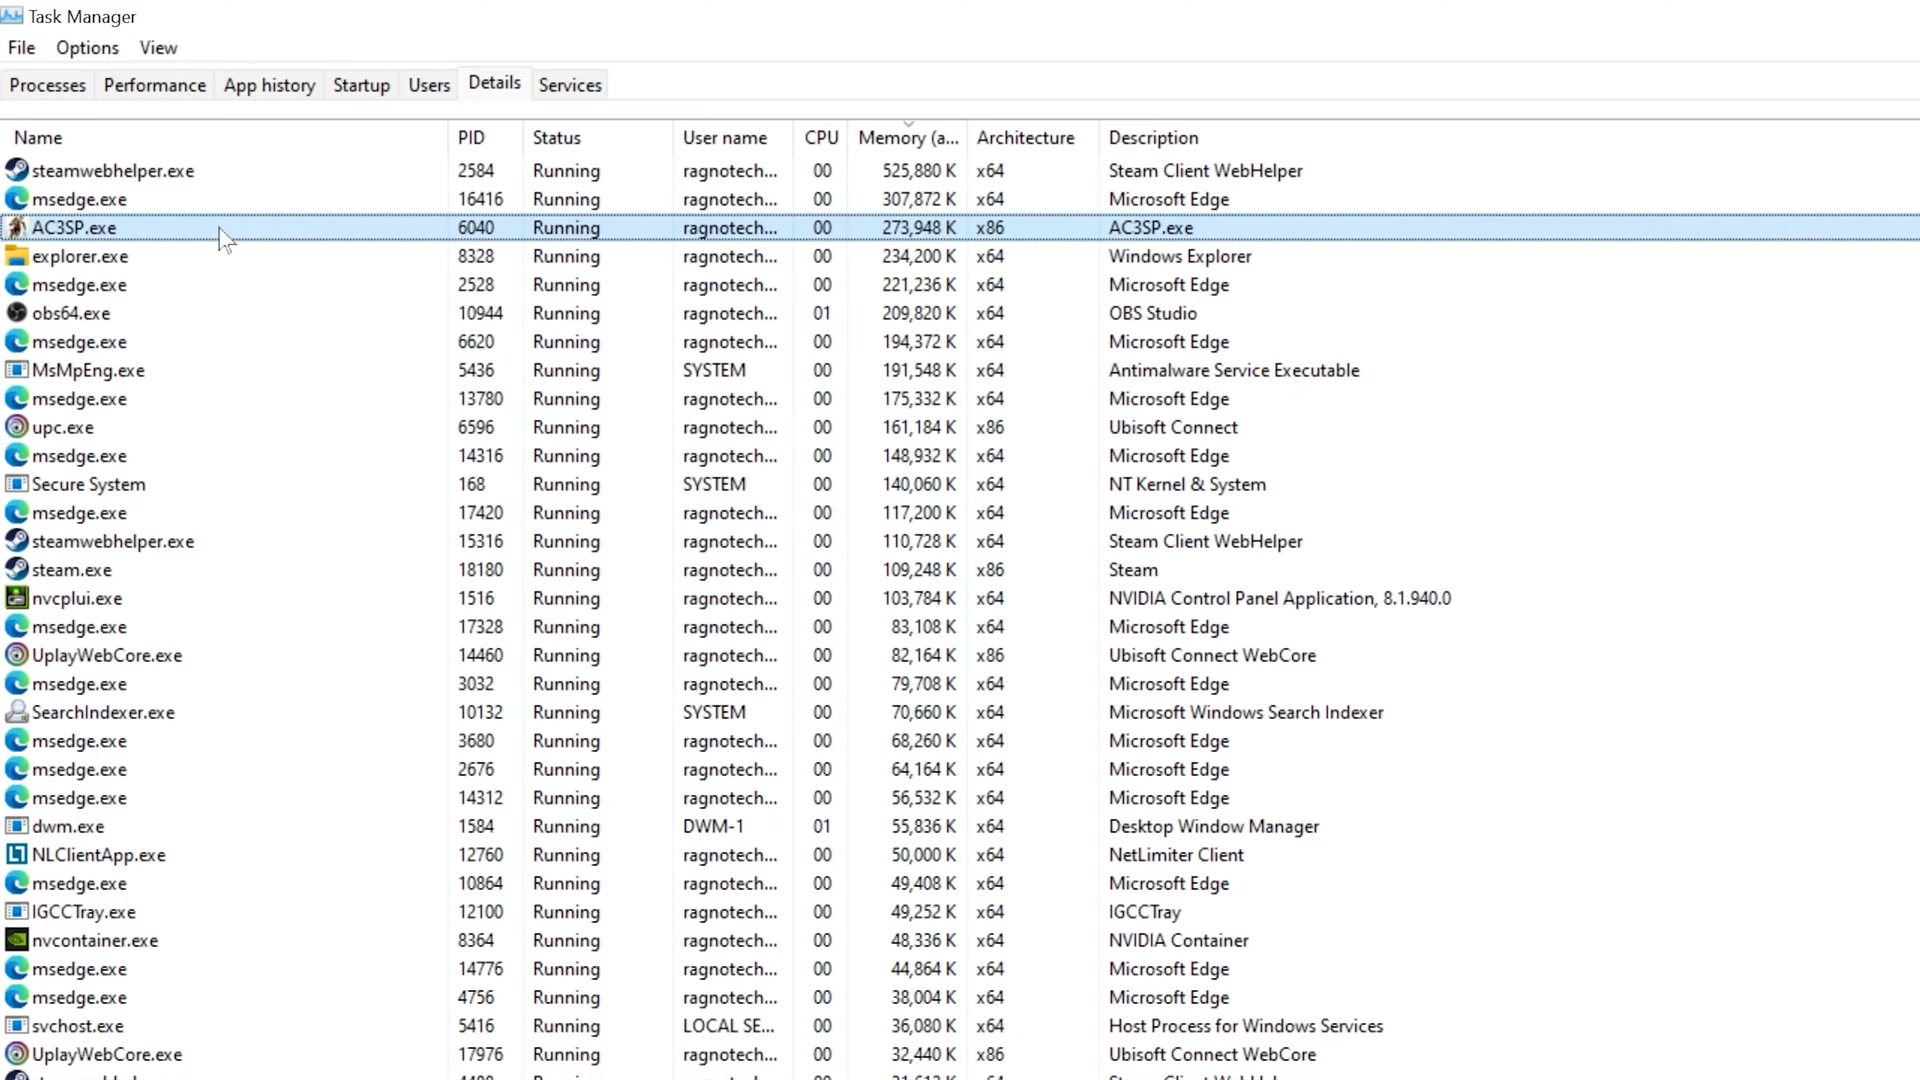 Task Manager
File Options View
Processes Performance App history Startup Users Details Services
Name PID Status User name CPU Memory (a... Architecture Description
steamwebhelper.exe 2584 Running ragnotech... 00 525,880 K x64 Steam Client WebHelper
msedge.exe 16416 Running ragnotech... 00 307,872 K x64 Microsoft Edge
AC3SP.exe 6040 Running ragnotech... 00 273,948 K x86 AC3SP.exe
explorer.exe 8328 Running ragnotech... 00 234,200 K x64 Windows Explorer
msedge.exe 2528 Running ragnotech... 00 221,236 K x64 Microsoft Edge
obs64.exe 10944 Running ragnotech... 01 209,820 K x64 OBS Studio
msedge.exe 6620 Running ragnotech... 00 194,372 K x64 Microsoft Edge
MsMpEng.exe 5436 Running SYSTEM 00 191,548 K x64 Antimalware Service Executable
msedge.exe 13780 Running ragnotech... 00 175,332 K x64 Microsoft Edge
upc.exe 6596 Running ragnotech... 00 161,184 K x86 Ubisoft Connect
msedge.exe 14316 Running ragnotech... 00 148,932 K x64 Microsoft Edge
Secure System 168 Running SYSTEM 00 140,060 K x64 NT Kernel & System
msedge.exe 17420 Running ragnotech... 00 117,200 K x64 Microsoft Edge
steamwebhelper.exe 15316 Running ragnotech... 00 110,728 K x64 Steam Client WebHelper
steam.exe 18180 Running ragnotech... 00 109,248 K x86 Steam
nvcplui.exe 1516 Running ragnotech... 00 103,784 K x64 NVIDIA Control Panel Application, 8.1.940.0
msedge.exe 17328 Running ragnotech... 00 83,108 K x64 Microsoft Edge
UplayWebCore.exe 14460 Running ragnotech... 00 82,164 K x86 Ubisoft Connect WebCore
msedge.exe 3032 Running ragnotech... 00 79,708 K x64 Microsoft Edge
SearchIndexer.exe 10132 Running SYSTEM 00 70,660 K x64 Microsoft Windows Search Indexer
msedge.exe 3680 Running ragnotech... 00 68,260 K x64 Microsoft Edge
msedge.exe 2676 Running ragnotech... 00 64,164 K x64 Microsoft Edge
msedge.exe 14312 Running ragnotech... 00 56,532 K x64 Microsoft Edge
dwm.exe 1584 Running DWM-1 01 55,836 K x64 Desktop Window Manager
NLClientApp.exe 12760 Running ragnotech... 00 50,000 K x64 NetLimiter Client
msedge.exe 10864 Running ragnotech... 00 49,408 K x64 Microsoft Edge
IGCCTray.exe 12100 Running ragnotech... 00 49,252 K x64 IGCCTray
nvcontainer.exe 8364 Running ragnotech... 00 48,336 K x64 NVIDIA Container
msedge.exe 14776 Running ragnotech... 00 44,864 K x64 Microsoft Edge
msedge.exe 4756 Running ragnotech... 00 38,004 K x64 Microsoft Edge
svchost.exe 5416 Running LOCAL SE... 00 36,080 K x64 Host Process for Windows Services
UplayWebCore.exe 17976 Running ragnotech... 00 32,440 K x86 Ubisoft Connect WebCore